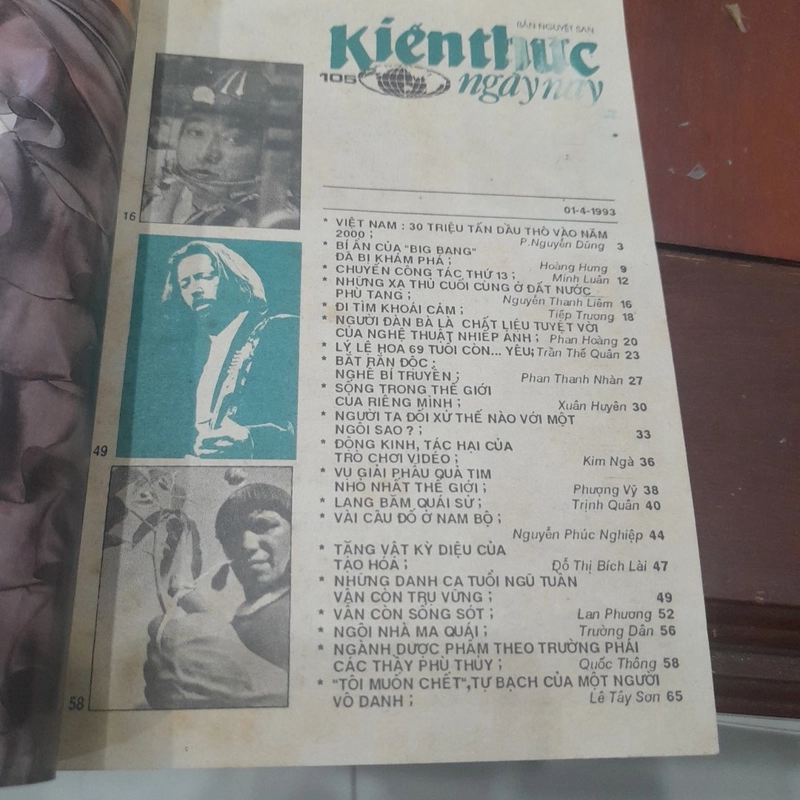 BÁN NGUYỆT SAN
Kiến thức
105
ngày nay
01-4-1993
* VIỆT NAM : 30 TRIỆU TẤN DẦU THÔ VÀO NĂM
2000 ; P.Nguyễn Dũng 3
* BÍ ẨN CỦA "BIG BANG"
ĐÃ BỊ KHÁM PHÁ ; Hoàng Hưng 9
* CHUYẾN CÔNG TÁC THỨ 13 ; Minh Luân 12
* NHỮNG XẠ THỦ CUỐI CÙNG Ở ĐẤT NƯỚC
PHÙ TANG ; Nguyễn Thanh Liêm 16
* ĐI TÌM KHOÁI CẢM ; Tiếp Trương 18
* NGƯỜI ĐÀN BÀ LÀ CHẤT LIỆU TUYỆT VỜI
CỦA NGHỆ THUẬT NHIẾP ẢNH ; Phan Hoàng 20
* LÝ LỆ HOA 69 TUỔI CÒN... YÊU; Trần Thế Quân 23
* BẮT RẮN ĐỘC :
NGHỀ BÍ TRUYỀN ; Phan Thanh Nhàn 27
* SỐNG TRONG THẾ GIỚI
CỦA RIÊNG MÌNH ; Xuân Huyên 30
* NGƯỜI TA ĐỐI XỬ THẾ NÀO VỚI MỘT
NGÔI SAO ? ; 33
* ĐỘNG KINH, TÁC HẠI CỦA
TRÒ CHƠI VIDÉO ; Kim Ngà 36
* VỤ GIẢI PHẪU QUẢ TIM
NHỎ NHẤT THẾ GIỚI ; Phượng Vỹ 38
* LANG BĂM QUÁI SỬ ; Trịnh Quân 40
* VÀI CÂU ĐỐ Ở NAM BỘ ;
Nguyễn Phúc Nghiệp 44
* TẶNG VẬT KỲ DIỆU CỦA
TẠO HÓA ; Đỗ Thị Bích Lài 47
* NHỮNG DANH CA TUỔI NGŨ TUẦN
VẪN CÒN TRỤ VỮNG ; 49
* VẪN CÒN SỐNG SÓT ; Lan Phương 52
* NGÔI NHÀ MA QUÁI ; Trường Dân 56
* NGÀNH DƯỢC PHẨM THEO TRƯỜNG PHÁI
CÁC THẦY PHÙ THỦY ; Quốc Thông 58
* "TÔI MUỐN CHẾT", TỰ BẠCH CỦA MỘT NGƯỜI
VÔ DANH ; Lê Tây Sơn 65
16
49
58